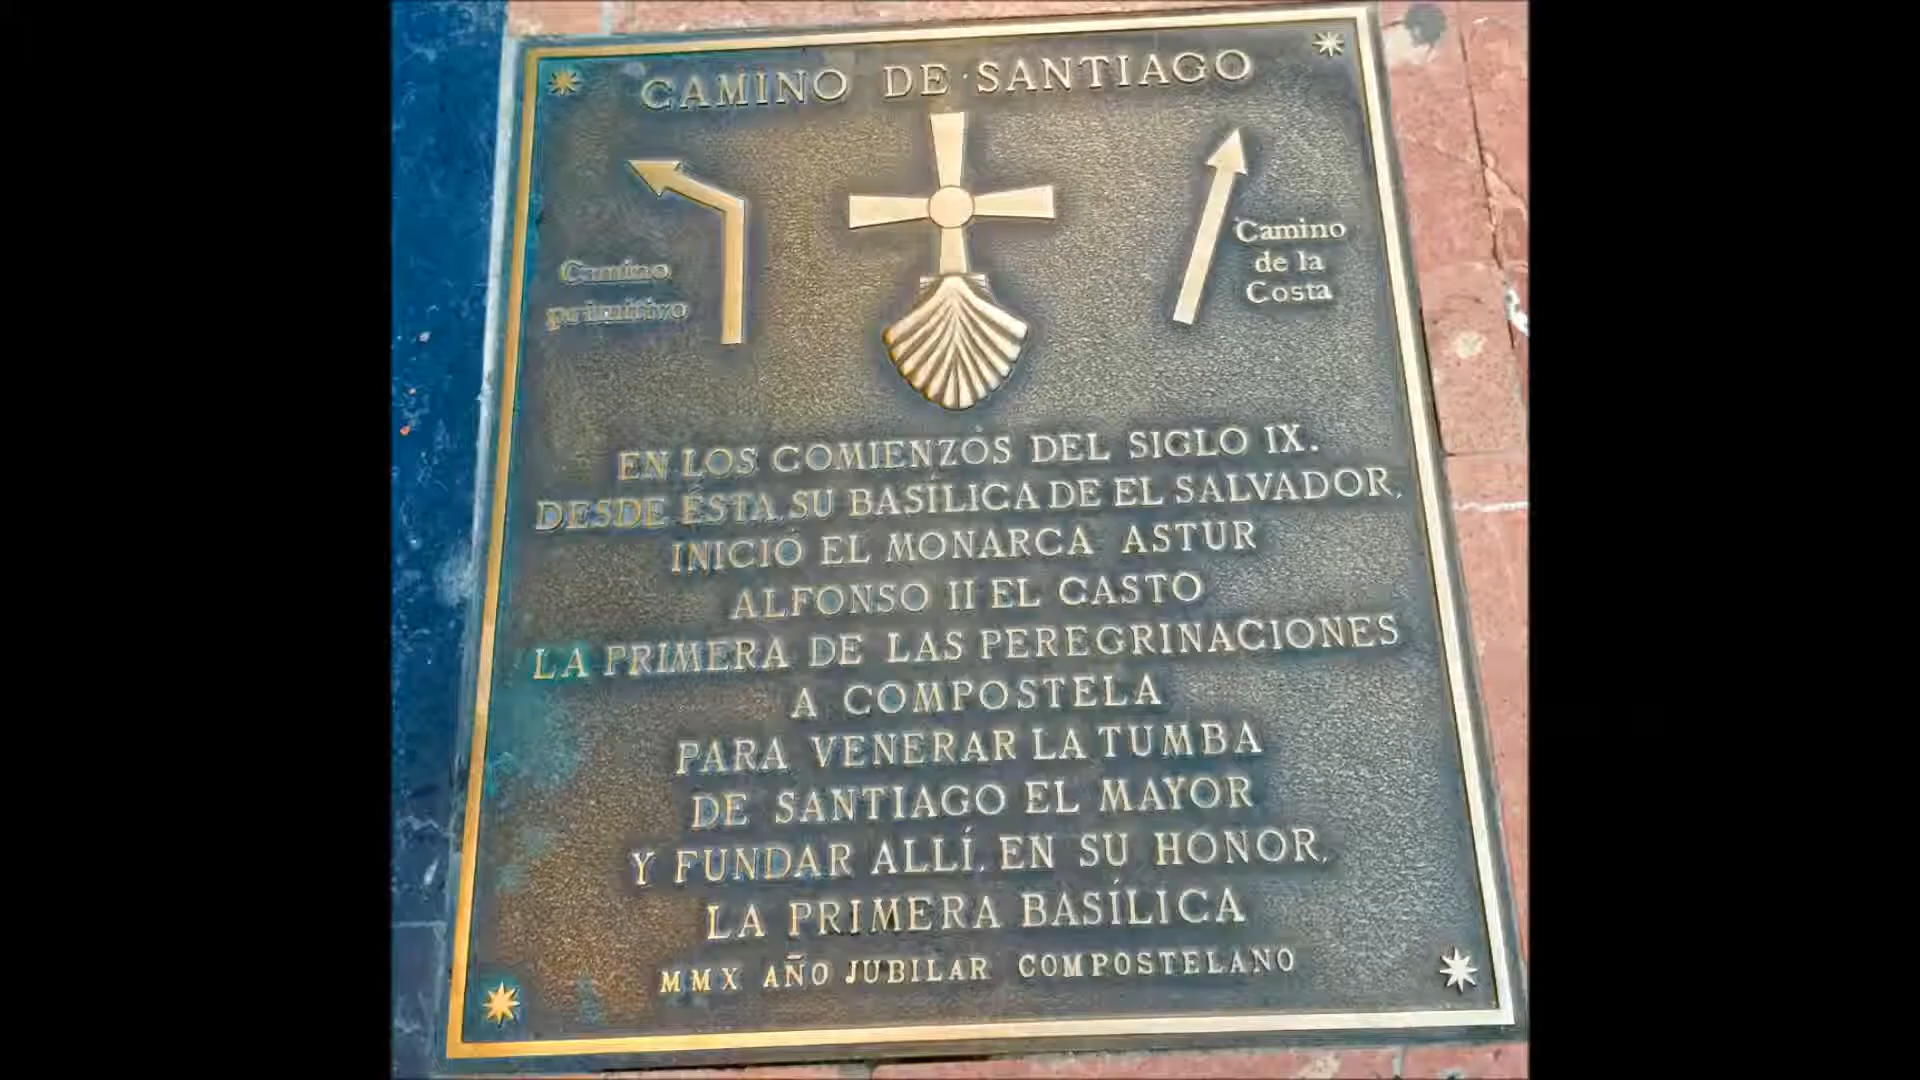 CAMINO DE SANTIAGO
Camino
primitivo
Camino
de la
Costa
EN LOS COMIENZOS DEL SIGLO IX.
DESDE ÉSTA, SU BASÍLICA DE EL SALVADOR,
INICIÓ EL MONARCA ASTUR
ALFONSO II EL CASTO
LA PRIMERA DE LAS PEREGRINACIONES
A COMPOSTELA
PARA VENERAR LA TUMBA
DE SANTIAGO EL MAYOR
Y FUNDAR ALLÍ, EN SU HONOR,
LA PRIMERA BASÍLICA
MMX AÑO JUBILAR COMPOSTELANO